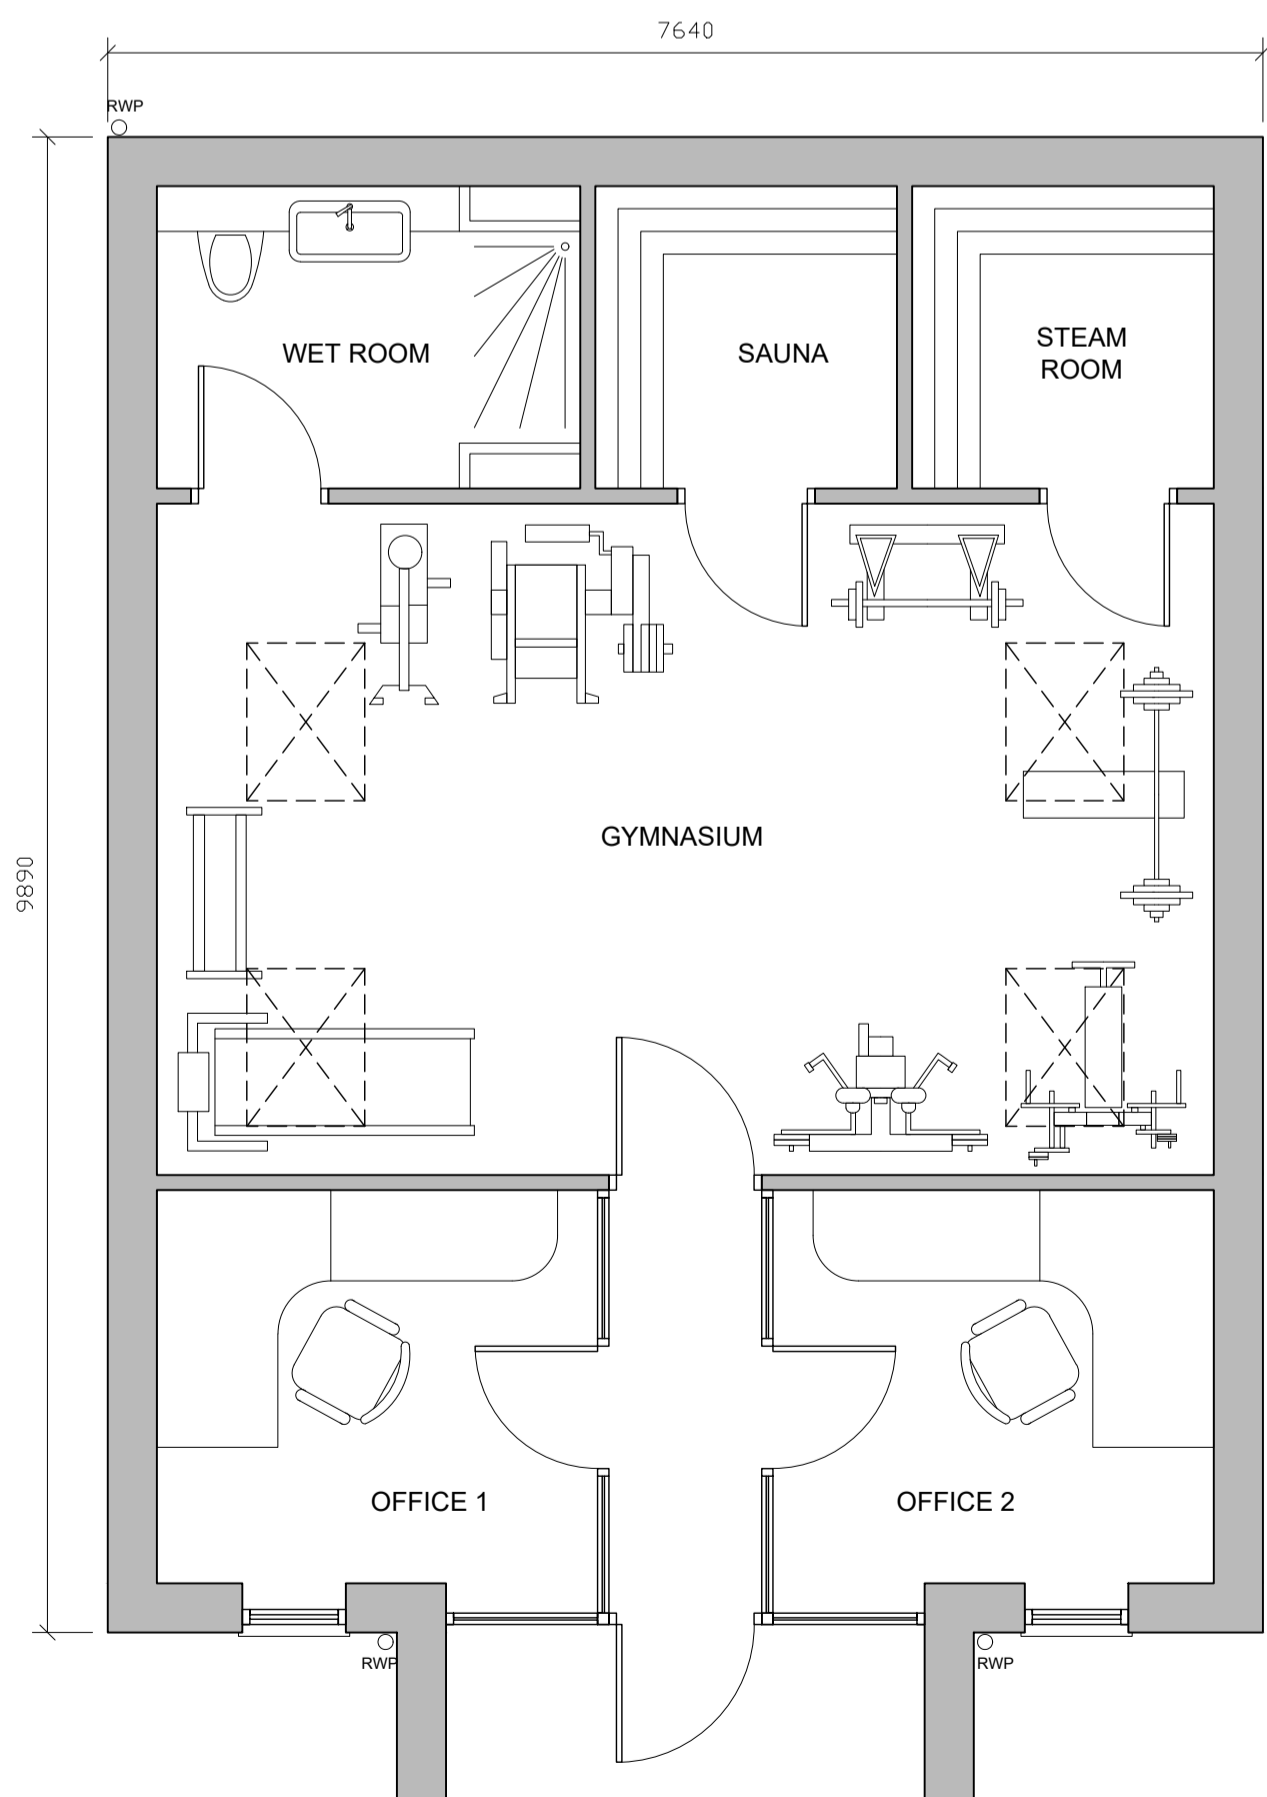 7640
RWP
WET ROOM
SAUNA
STEAM
ROOM
GYMNASIUM
9890
OFFICE 1
OFFICE 2
RWP
RWP